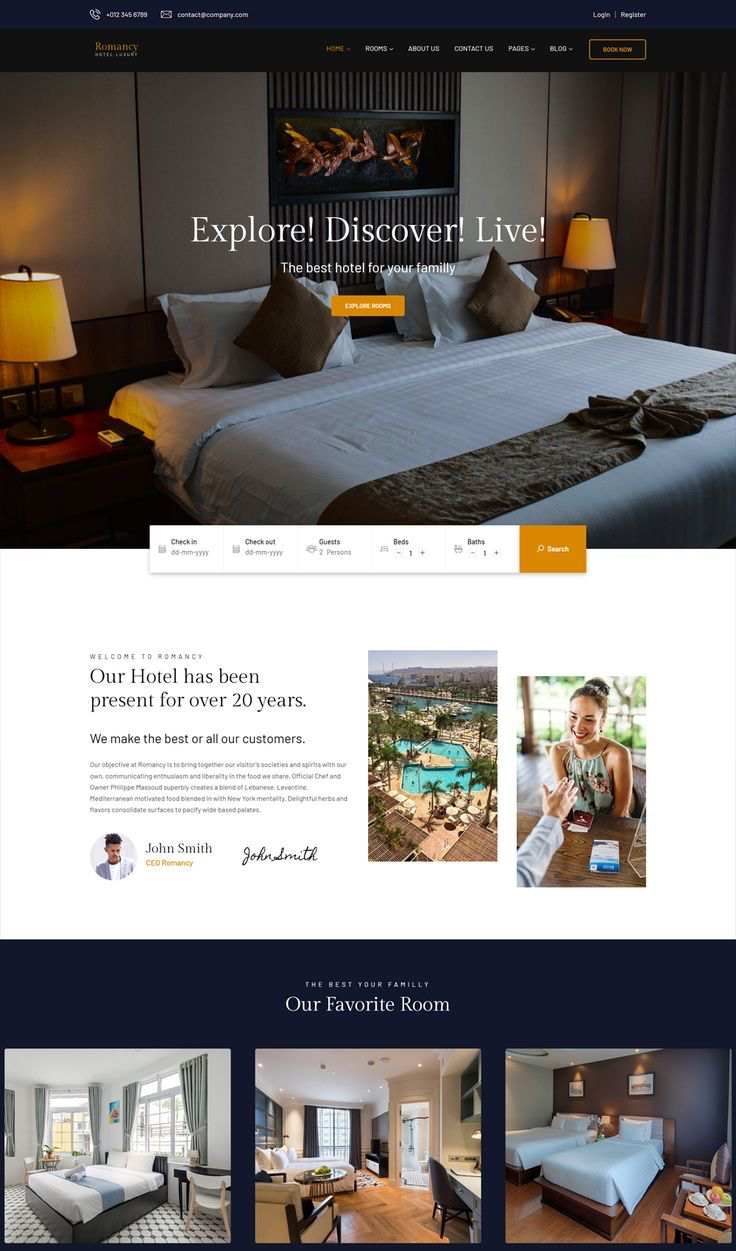 +012 345 6789
contact@company.com
Login | Register
Romancy
HOTEL LUXURY
HOME
ROOMS
ABOUT US
CONTACT US
PAGES
BLOG
BOOK NOW
Explore! Discover! Live!
The best hotel for your familly
EXPLORE ROOMS
Check in
dd-mm-yyyy
Check out
dd-mm-yyyy
Guests
2 Persons
Beds
− 1 +
Baths
− 1 +
Search
WELCOME TO ROMANCY
Our Hotel has been
present for over 20 years.
We make the best or all our customers.
Our objective at Romancy is to bring together our visitor's societies and spirits with our
own, communicating enthusiasm and liberality in the food we share. Official Chef and
Owner Philippe Massoud superbly creates a blend of Lebanese, Levantine,
Mediterranean motivated food blended in with New York mentality. Delightful herbs and
flavors consolidate surfaces to pacify wide based palates.
John Smith
CEO Romancy
John Smith
THE BEST YOUR FAMILLY
Our Favorite Room